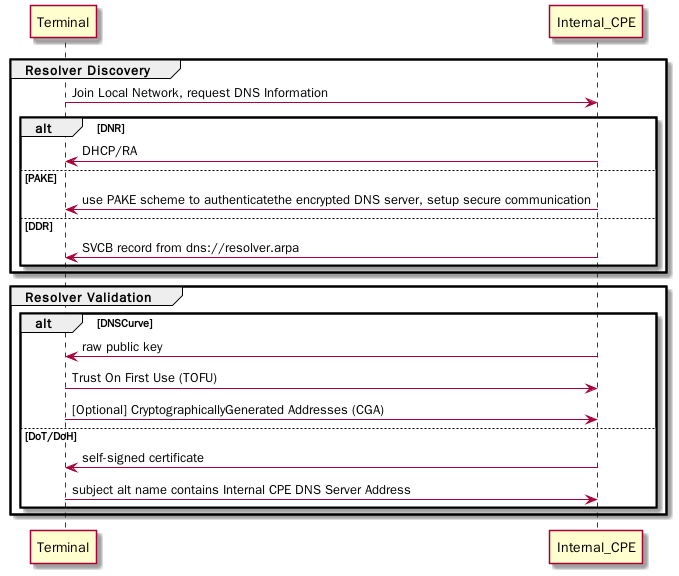 Terminal
Internal_CPE
Resolver Discovery
Join Local Network, request DNS Information
alt
[DNR]
DHCP/RA
[PAKE]
use PAKE scheme to authenticatethe encrypted DNS server, setup secure communication
[DDR]
SVCB record from dns://resolver.arpa
Resolver Validation
alt
[DNSCurve]
raw public key
Trust On First Use (TOFU)
[Optional] CryptographicallyGenerated Addresses (CGA)
[DoT/DoH]
self-signed certificate
subject alt name contains Internal CPE DNS Server Address
Terminal
Internal_CPE